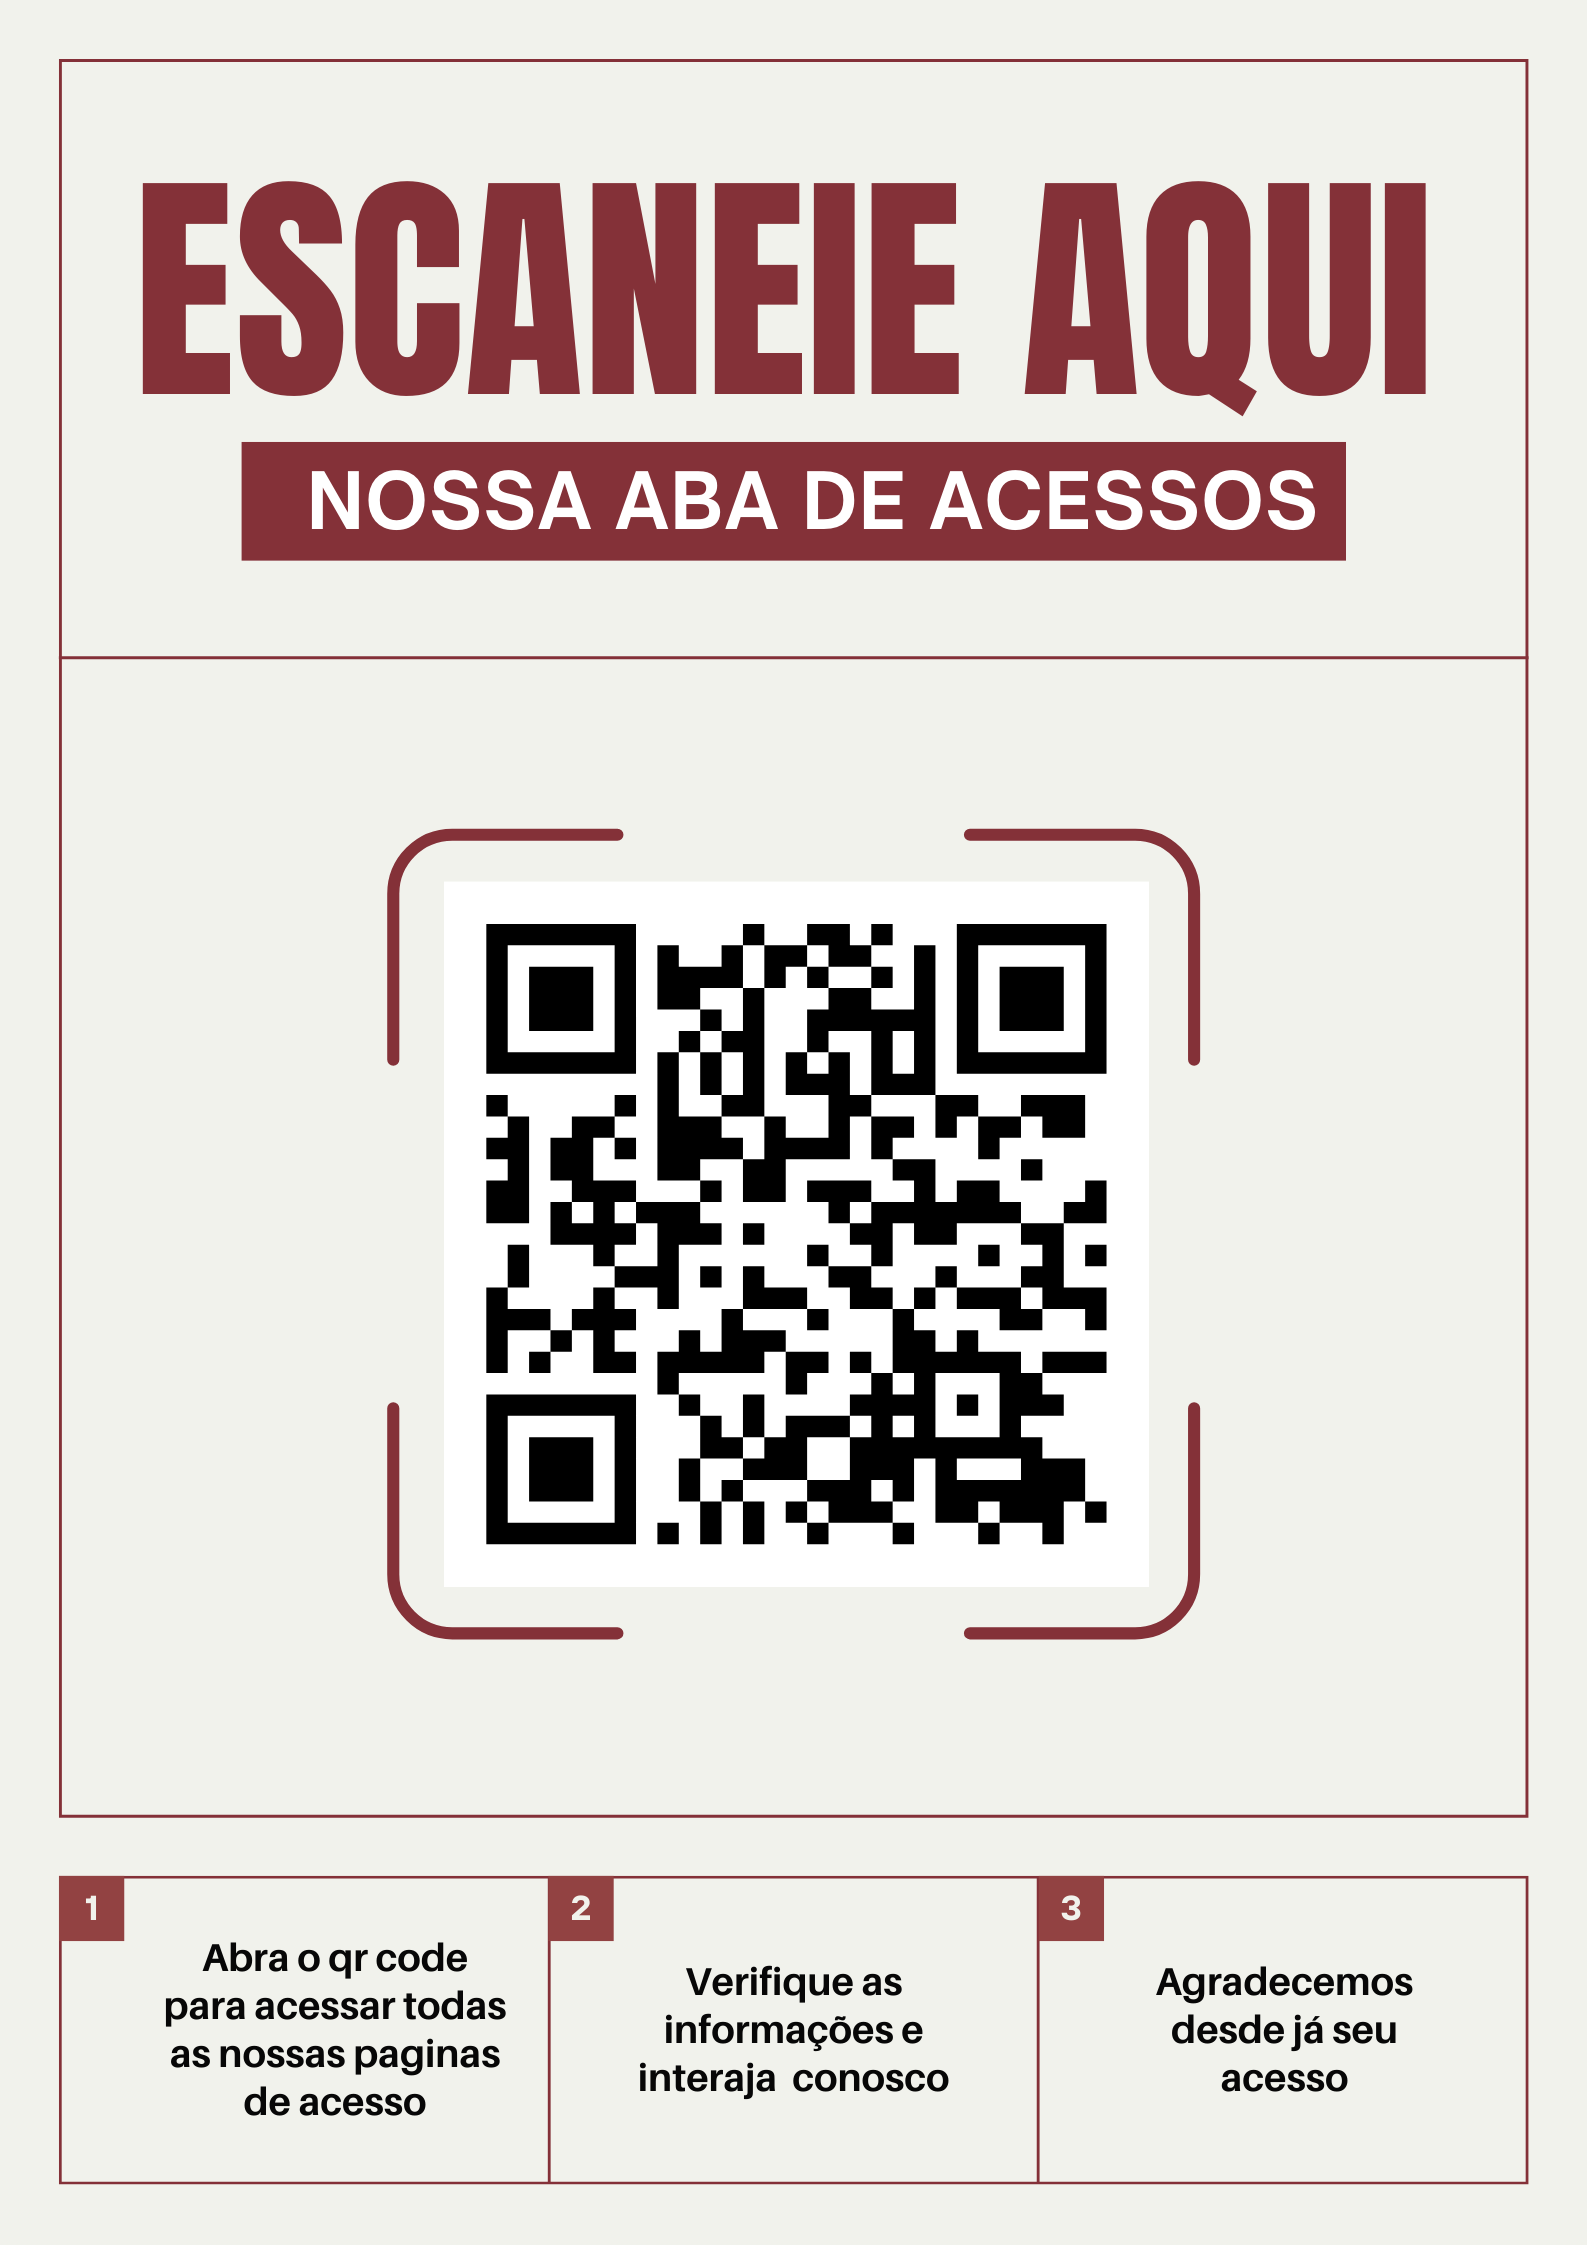 ESCANEIE AQUI
NOSSA ABA DE ACESSOS
1
Abra o qr code
para acessar todas
as nossas paginas
de acesso
2
Verifique as
informações e
interaja  conosco
3
Agradecemos
desde já seu
acesso